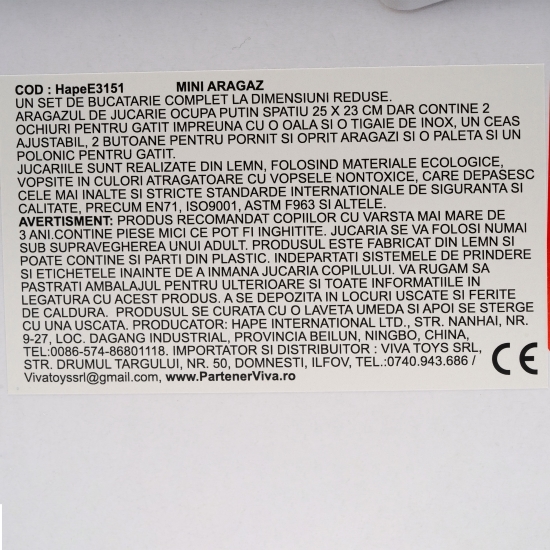 COD : HapeE3151 MINI ARAGAZ
UN SET DE BUCATARIE COMPLET LA DIMENSIUNI REDUSE.
ARAGAZUL DE JUCARIE OCUPA PUTIN SPATIU 25 X 23 CM DAR CONTINE 2
OCHIURI PENTRU GATIT IMPREUNA CU O OALA SI O TIGAIE DE INOX, UN CEAS
AJUSTABIL, 2 BUTOANE PENTRU PORNIT SI OPRIT ARAGAZI SI O PALETA SI UN
POLONIC PENTRU GATIT.
JUCARIILE SUNT REALIZATE DIN LEMN, FOLOSIND MATERIALE ECOLOGICE,
VOPSITE IN CULORI ATRAGATOARE CU VOPSELE NONTOXICE, CARE DEPASESC
CELE MAI INALTE SI STRICTE STANDARDE INTERNATIONALE DE SIGURANTA SI
CALITATE, PRECUM EN71, ISO9001, ASTM F963 SI ALTELE.
AVERTISMENT: PRODUS RECOMANDAT COPIILOR CU VARSTA MAI MARE DE
3 ANI.CONTINE PIESE MICI CE POT FI INGHITITE. JUCARIA SE VA FOLOSI NUMAI
SUB SUPRAVEGHEREA UNUI ADULT. PRODUSUL ESTE FABRICAT DIN LEMN SI
POATE CONTINE SI PARTI DIN PLASTIC. INDEPARTATI SISTEMELE DE PRINDERE
SI ETICHETELE INAINTE DE A INMANA JUCARIA COPILULUI. VA RUGAM SA
PASTRATI AMBALAJUL PENTRU ULTERIOARE SI TOATE INFORMATIILE IN
LEGATURA CU ACEST PRODUS. A SE DEPOZITA IN LOCURI USCATE SI FERITE
DE CALDURA. PRODUSUL SE CURATA CU O LAVETA UMEDA SI APOI SE STERGE
CU UNA USCATA. PRODUCATOR: HAPE INTERNATIONAL LTD., STR. NANHAI, NR.
9-27, LOC. DAGANG INDUSTRIAL, PROVINCIA BEILUN, NINGBO, CHINA,
TEL:0086-574-86801118. IMPORTATOR SI DISTRIBUITOR : VIVA TOYS SRL,
STR. DRUMUL TARGULUI, NR. 50, DOMNESTI, ILFOV, TEL.:0740.943.686 /
Vivatoyssrl@gmail.com, www.PartenerViva.ro
CE